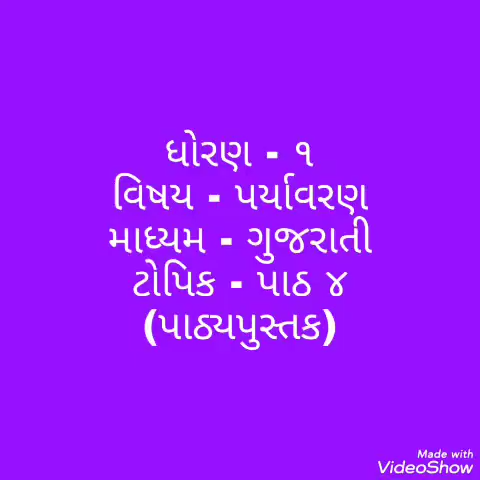 ધોરણ - ૧
વિષય - પર્યાવરણ
માધ્યમ - ગુજરાતી
ટોપિક - પાઠ ૪
(પાઠ્યપુસ્તક)
Made with
VideoShow